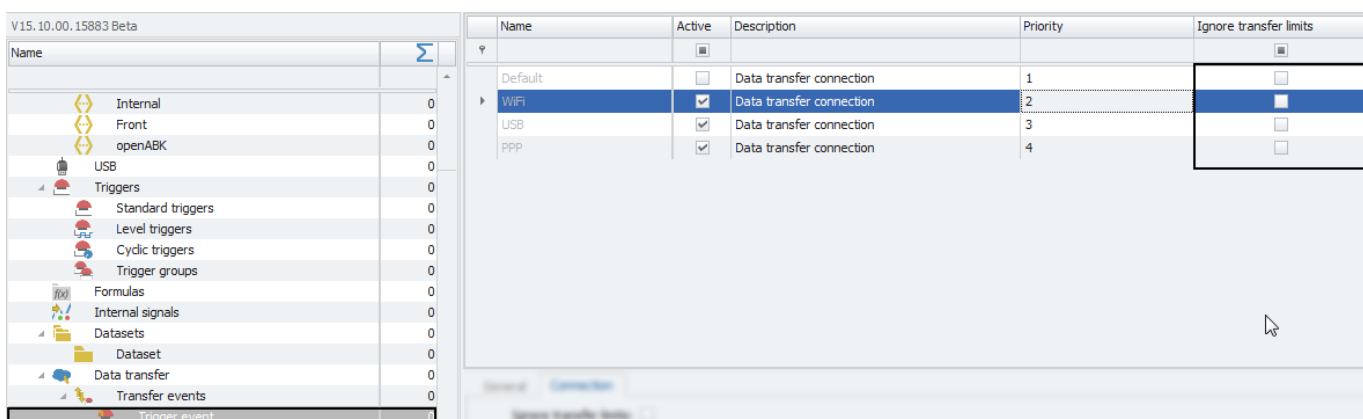 V15.10.00.15883 Beta
Name Σ
Internal 0
Front 0
openABK 0
USB 0
Triggers 0
Standard triggers 0
Level triggers 0
Cyclic triggers 0
Trigger groups 0
f(x) Formulas 0
Internal signals 0
Datasets 0
Dataset 0
Data transfer 0
Transfer events 0
Trigger event 0
Name Active Description Priority Ignore transfer limits
Default Data transfer connection 1
WiFi Data transfer connection 2
USB Data transfer connection 3
PPP Data transfer connection 4
General Connection
Ignore transfer limits